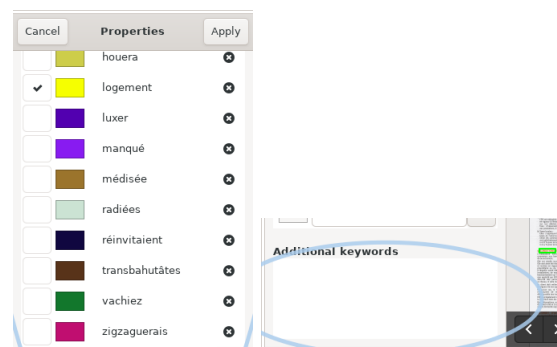 Cancel Properties Apply
houera
logement
luxer
manqué
médisée
radiées
réinvitaient
transbahutâtes
vachiez
zigzaguerais
Additional keywords